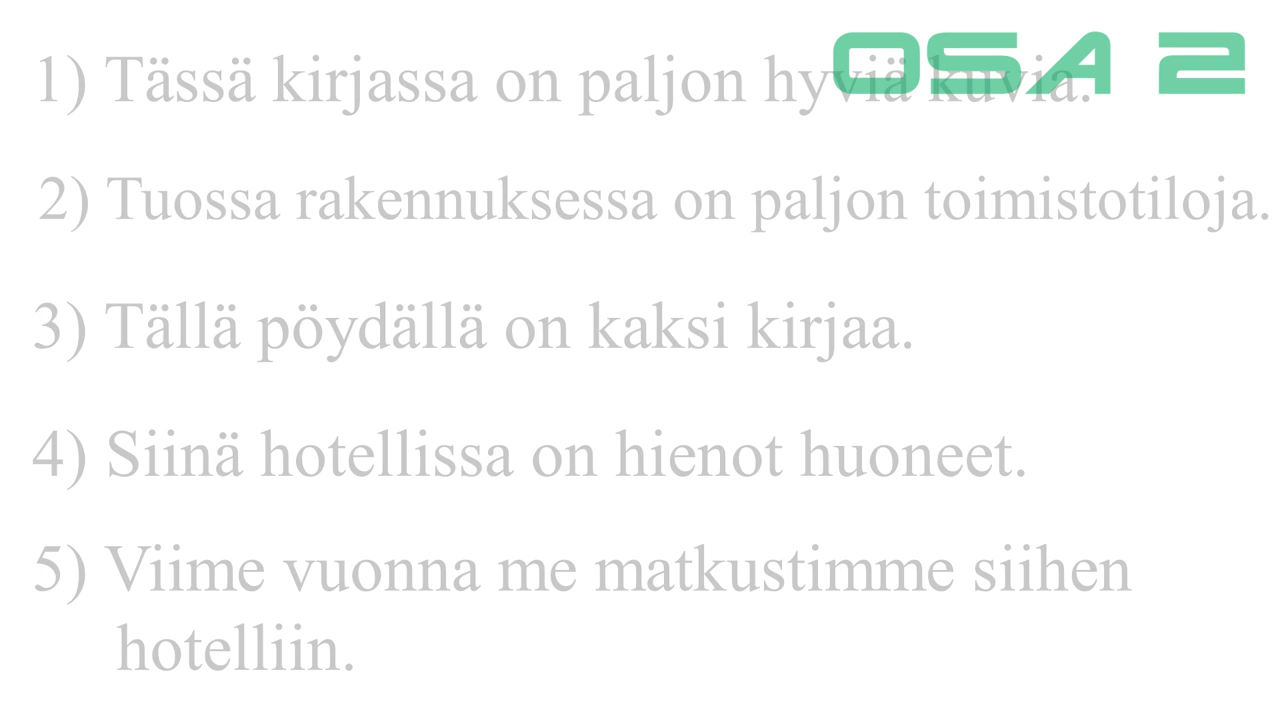 OSA 2
1) Tässä kirjassa on paljon hyviä kuvia.
2) Tuossa rakennuksessa on paljon toimistotiloja.
3) Tällä pöydällä on kaksi kirjaa.
4) Siinä hotellissa on hienot huoneet.
5) Viime vuonna me matkustimme siihen
hotelliin.